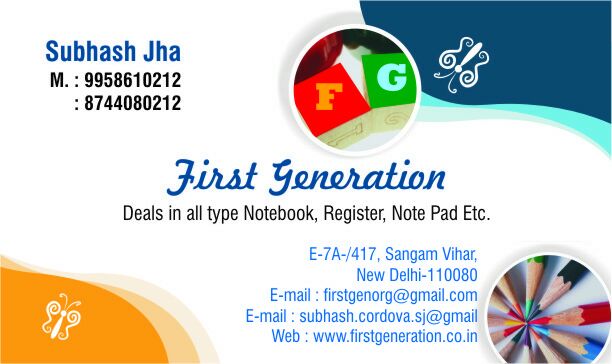 Subhash Jha
M. : 9958610212
: 8744080212
F G
First Generation
Deals in all type Notebook, Register, Note Pad Etc.
E-7A-/417, Sangam Vihar,
New Delhi-110080
E-mail : firstgenorg@gmail.com
E-mail : subhash.cordova.sj@gmail
Web : www.firstgeneration.co.in